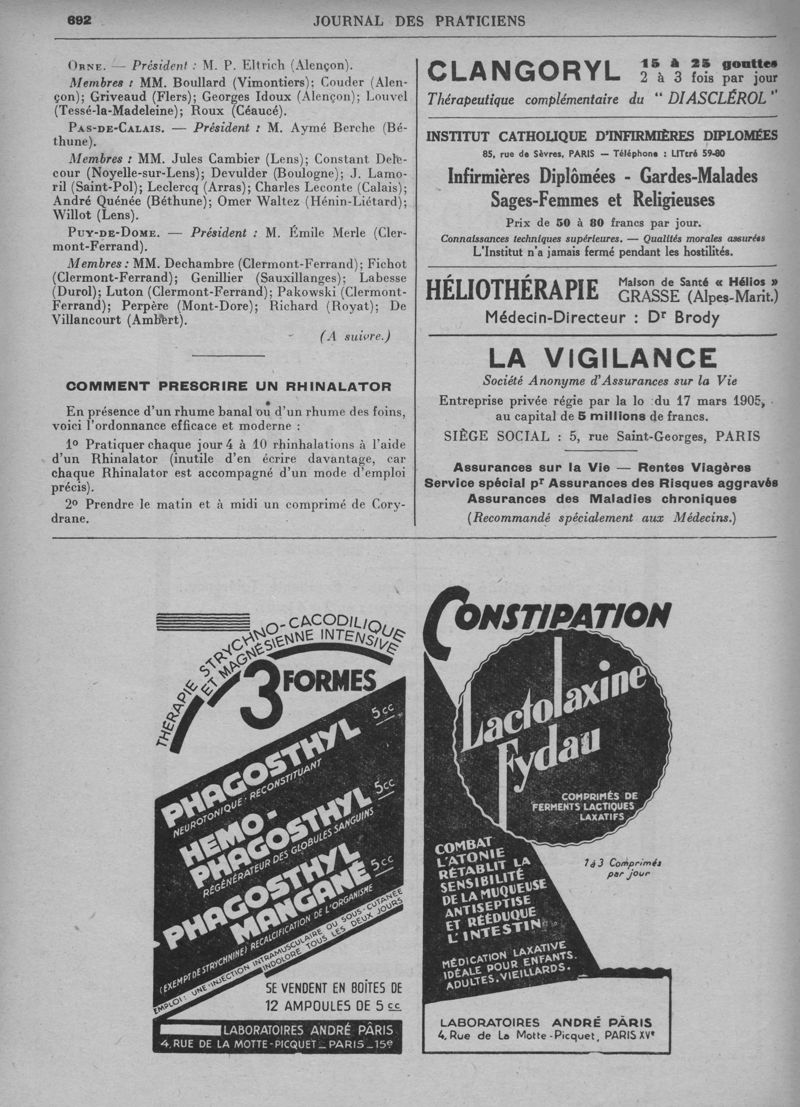 692
JOURNAL DES PRATICIENS
ORNE. — Président : M. P. Eltrich (Alençon).
Membres : MM. Boullard (Vimontiers); Couder (Alen-
çon); Griveaud (Flers); Georges Idoux (Alençon); Louvel
(Tessé-la-Madeleine); Roux (Céaucé).
PAS-DE-CALAIS. — Président : M. Aymé Berche (Bé-
thune).
Membres : MM. Jules Cambier (Lens); Constant Dele-
cour (Noyelle-sur-Lens); Devulder (Boulogne); J. Lamo-
ril (Saint-Pol); Leclercq (Arras); Charles Leconte (Calais);
André Quénée (Béthune); Omer Waltez (Hénin-Liétard);
Willot (Lens).
PUY-DE-DOME. — Président : M. Émile Merle (Cler-
mont-Ferrand).
Membres : MM. Dechambre (Clermont-Ferrand); Fichot
(Clermont-Ferrand); Genillier (Sauxillanges); Labesse
(Durol); Luton (Clermont-Ferrand); Pakowski (Clermont-
Ferrand); Perpère (Mont-Dore); Richard (Royat); De
Villancourt (Ambert).
(A suivre.)
COMMENT PRESCRIRE UN RHINALATOR
En présence d'un rhume banal ou d'un rhume des foins,
voici l'ordonnance efficace et moderne :
1º Pratiquer chaque jour 4 à 10 rhinhalations à l'aide
d'un Rhinalator (inutile d'en écrire davantage, car
chaque Rhinalator est accompagné d'un mode d'emploi
précis).
2º Prendre le matin et à midi un comprimé de Cory-
drane.
CLANGORYL 15 à 25 gouttes
2 à 3 fois par jour
Thérapeutique complémentaire du " DIASCLÉROL "
INSTITUT CATHOLIQUE D'INFIRMIÈRES DIPLOMÉES
85, rue de Sèvres, PARIS — Téléphone : LITtré 59-80
Infirmières Diplômées - Gardes-Malades
Sages-Femmes et Religieuses
Prix de 50 à 80 francs par jour.
Connaissances techniques supérieures. — Qualités morales assurées
L'Institut n'a jamais fermé pendant les hostilités.
HÉLIOTHÉRAPIE Maison de Santé « Hélios »
GRASSE (Alpes-Marit.)
Médecin-Directeur : Dr Brody
LA VIGILANCE
Société Anonyme d'Assurances sur la Vie
Entreprise privée régie par la lo du 17 mars 1905,
au capital de 5 millions de francs.
SIÈGE SOCIAL : 5, rue Saint-Georges, PARIS
Assurances sur la Vie — Rentes Viagères
Service spécial pr Assurances des Risques aggravés
Assurances des Maladies chroniques
(Recommandé spécialement aux Médecins.)
THÉRAPIE STRYCHNO-CACODILIQUE
ET MAGNÉSIENNE INTENSIVE
3 FORMES
PHAGOSTHYL 5cc
NEUROTONIQUE - RECONSTITUANT
HEMO-
PHAGOSTHYL 5cc
RÉGÉNÉRATEUR DES GLOBULES SANGUINS
PHAGOSTHYL
MANGANÉ 5cc
(EXEMPT DE STRYCHNINE) RECALCIFICATION DE L'ORGANISME
EMPLOI : UNE INJECTION INTRAMUSCULAIRE OU SOUS-CUTANÉE
INDOLORE TOUS LES DEUX JOURS
SE VENDENT EN BOÎTES DE
12 AMPOULES DE 5 cc
LABORATOIRES ANDRÉ PÂRIS
4, RUE DE LA MOTTE-PICQUET _ PARIS _ 15e
CONSTIPATION
Lactolaxine
Fydau
COMPRIMÉS DE
FERMENTS LACTIQUES
LAXATIFS
COMBAT
L'ATONIE
RÉTABLIT LA
SENSIBILITÉ
DE LA MUQUEUSE
ANTISEPTISE
ET RÉÉDUQUE
L'INTESTIN
1 à 3 Comprimés
par jour
MÉDICATION LAXATIVE
IDÉALE POUR ENFANTS.
ADULTES. VIEILLARDS.
LABORATOIRES ANDRÉ PÂRIS
4, Rue de La Motte-Picquet, PARIS XVe